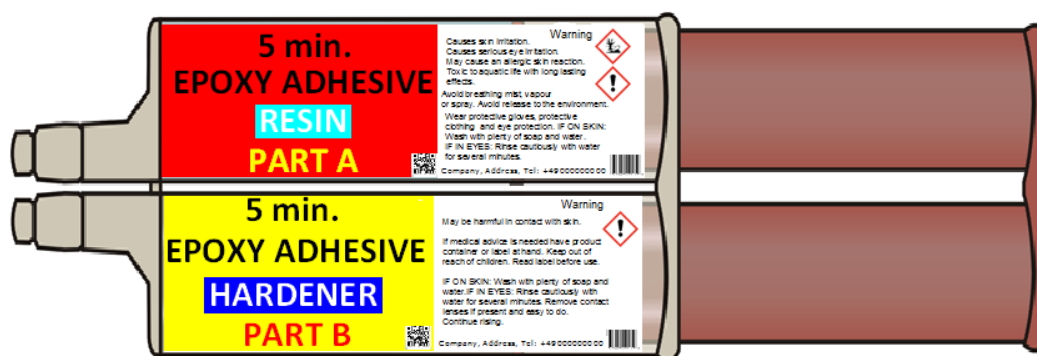 5 min.
EPOXY ADHESIVE
RESIN
PART A
Warning
Causes skin irritation.
Causes serious eye irritation.
May cause an allergic skin reaction.
Toxic to aquatic life with long lasting
effects.
Avoid breathing mist, vapour
or spray. Avoid release to the environment.
Wear protective gloves, protective
clothing and eye protection. IF ON SKIN:
Wash with plenty of soap and water.
IF IN EYES: Rinse cautiously with water
for several minutes.
Company, Address, Tel: +49000000000
5 min.
EPOXY ADHESIVE
HARDENER
PART B
Warning
May be harmful in contact with skin.
If medical advice is needed have product
container or label at hand. Keep out of
reach of children. Read label before use.
IF ON SKIN: Wash with plenty of soap and
water.IF IN EYES: Rinse cautiously with
water for several minutes. Remove contact
lenses if present and easy to do.
Continue rising.
Company, Address, Tel: +49000000000